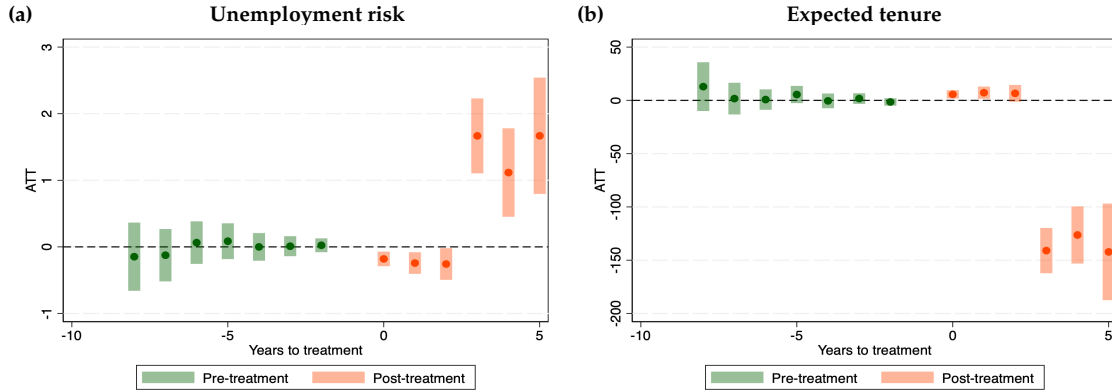 (a)
Unemployment risk
3
2
1
0
-1
ATT
-10
-5
0
5
Years to treatment
Pre-treatment
Post-treatment
(b)
Expected tenure
50
0
-50
-100
-150
-200
ATT
-10
-5
0
5
Years to treatment
Pre-treatment
Post-treatment